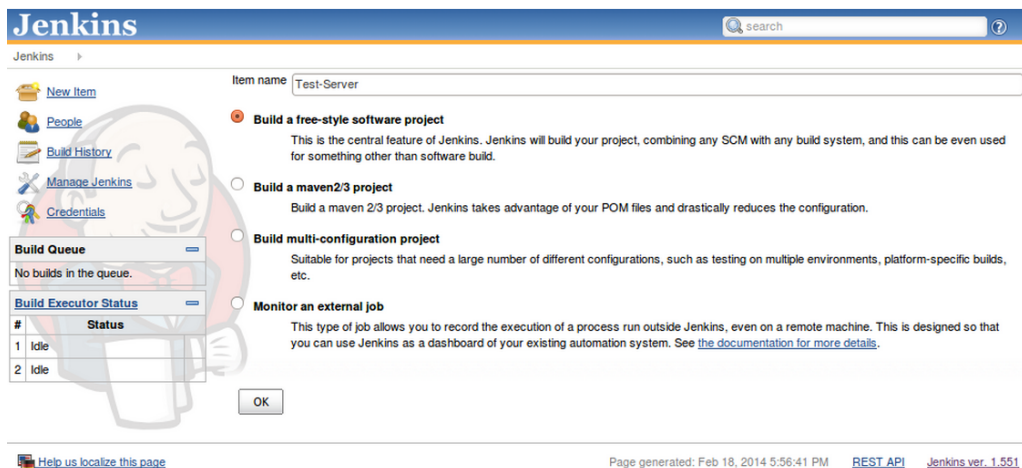 Jenkins
search
Jenkins
New Item
People
Build History
Manage Jenkins
Credentials
Build Queue
No builds in the queue.
Build Executor Status
# Status
1 Idle
2 Idle
Item name Test-Server
Build a free-style software project
This is the central feature of Jenkins. Jenkins will build your project, combining any SCM with any build system, and this can be even used
for something other than software build.
Build a maven2/3 project
Build a maven 2/3 project. Jenkins takes advantage of your POM files and drastically reduces the configuration.
Build multi-configuration project
Suitable for projects that need a large number of different configurations, such as testing on multiple environments, platform-specific builds,
etc.
Monitor an external job
This type of job allows you to record the execution of a process run outside Jenkins, even on a remote machine. This is designed so that
you can use Jenkins as a dashboard of your existing automation system. See the documentation for more details.
OK
Help us localize this page
Page generated: Feb 18, 2014 5:56:41 PM REST API Jenkins ver. 1.551